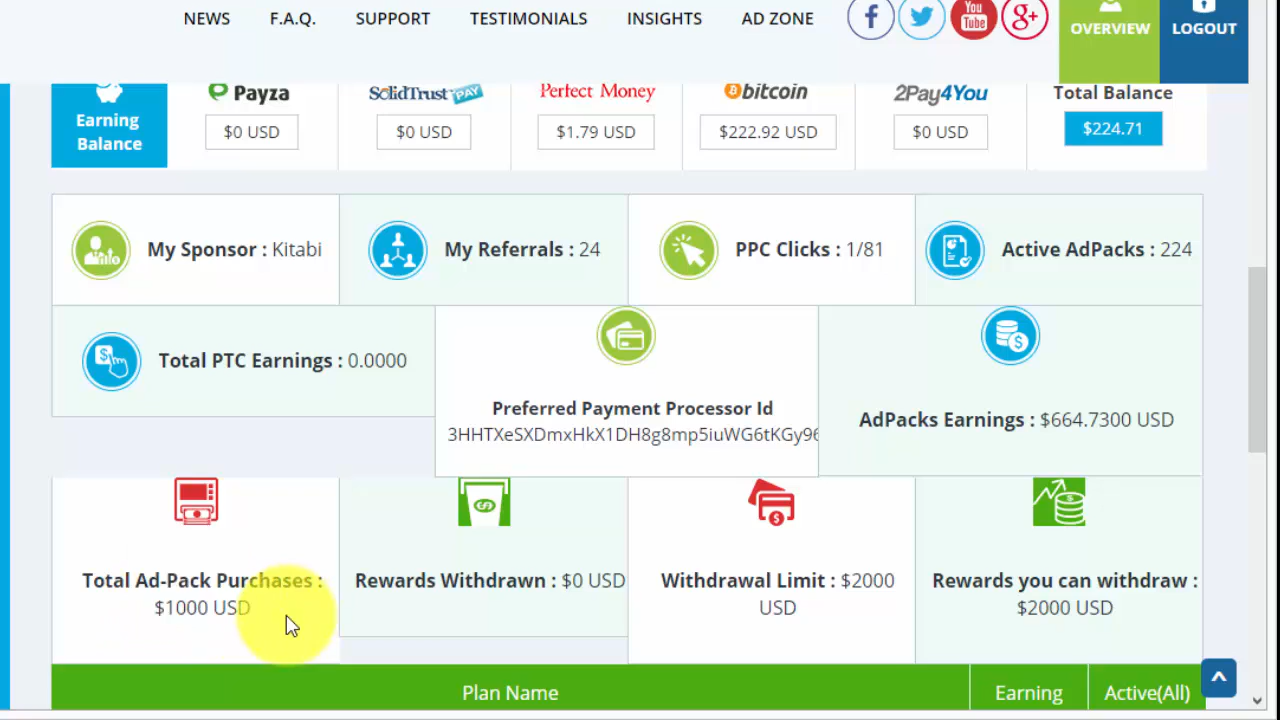 NEWS F.A.Q. SUPPORT TESTIMONIALS INSIGHTS AD ZONE
You Tube g+ OVERVIEW LOGOUT
Earning Balance
Payza
$0 USD
SolidTrust PAY
$0 USD
Perfect Money
$1.79 USD
bitcoin
$222.92 USD
2Pay4You
$0 USD
Total Balance
$224.71
My Sponsor : Kitabi
My Referrals : 24
PPC Clicks : 1/81
Active AdPacks : 224
Total PTC Earnings : 0.0000
Preferred Payment Processor Id
3HHTXeSXDmxHkX1DH8g8mp5iuWG6tKGy96
AdPacks Earnings : $664.7300 USD
Total Ad-Pack Purchases :
$1000 USD
Rewards Withdrawn : $0 USD
Withdrawal Limit : $2000
USD
Rewards you can withdraw :
$2000 USD
Plan Name Earning Active(All)